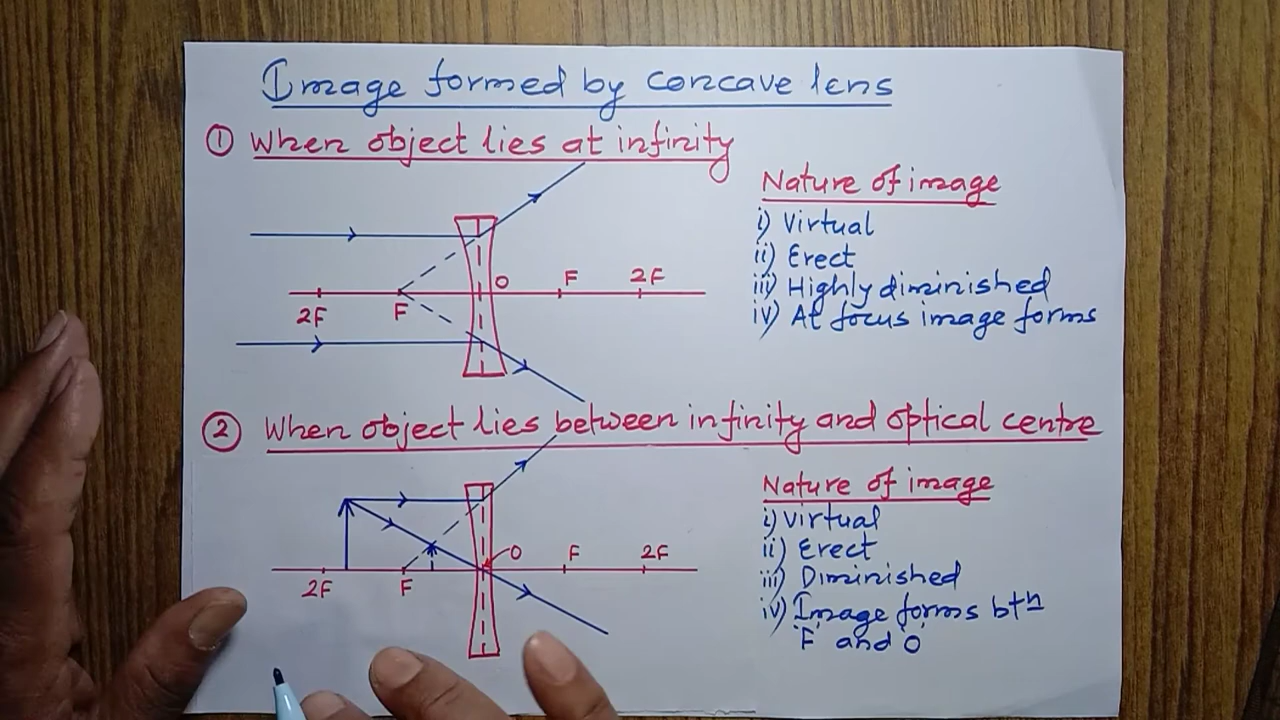 Image formed by concave lens
① When object lies at infinity
Nature of image
i) Virtual
ii) Erect
iii) Highly diminished
iv) At focus image forms
O F 2F
2F F
② When object lies between infinity and optical centre
Nature of image
i) Virtual
ii) Erect
iii) Diminished
iv) Image forms btn
'F' and 'O'
O F 2F
2F F